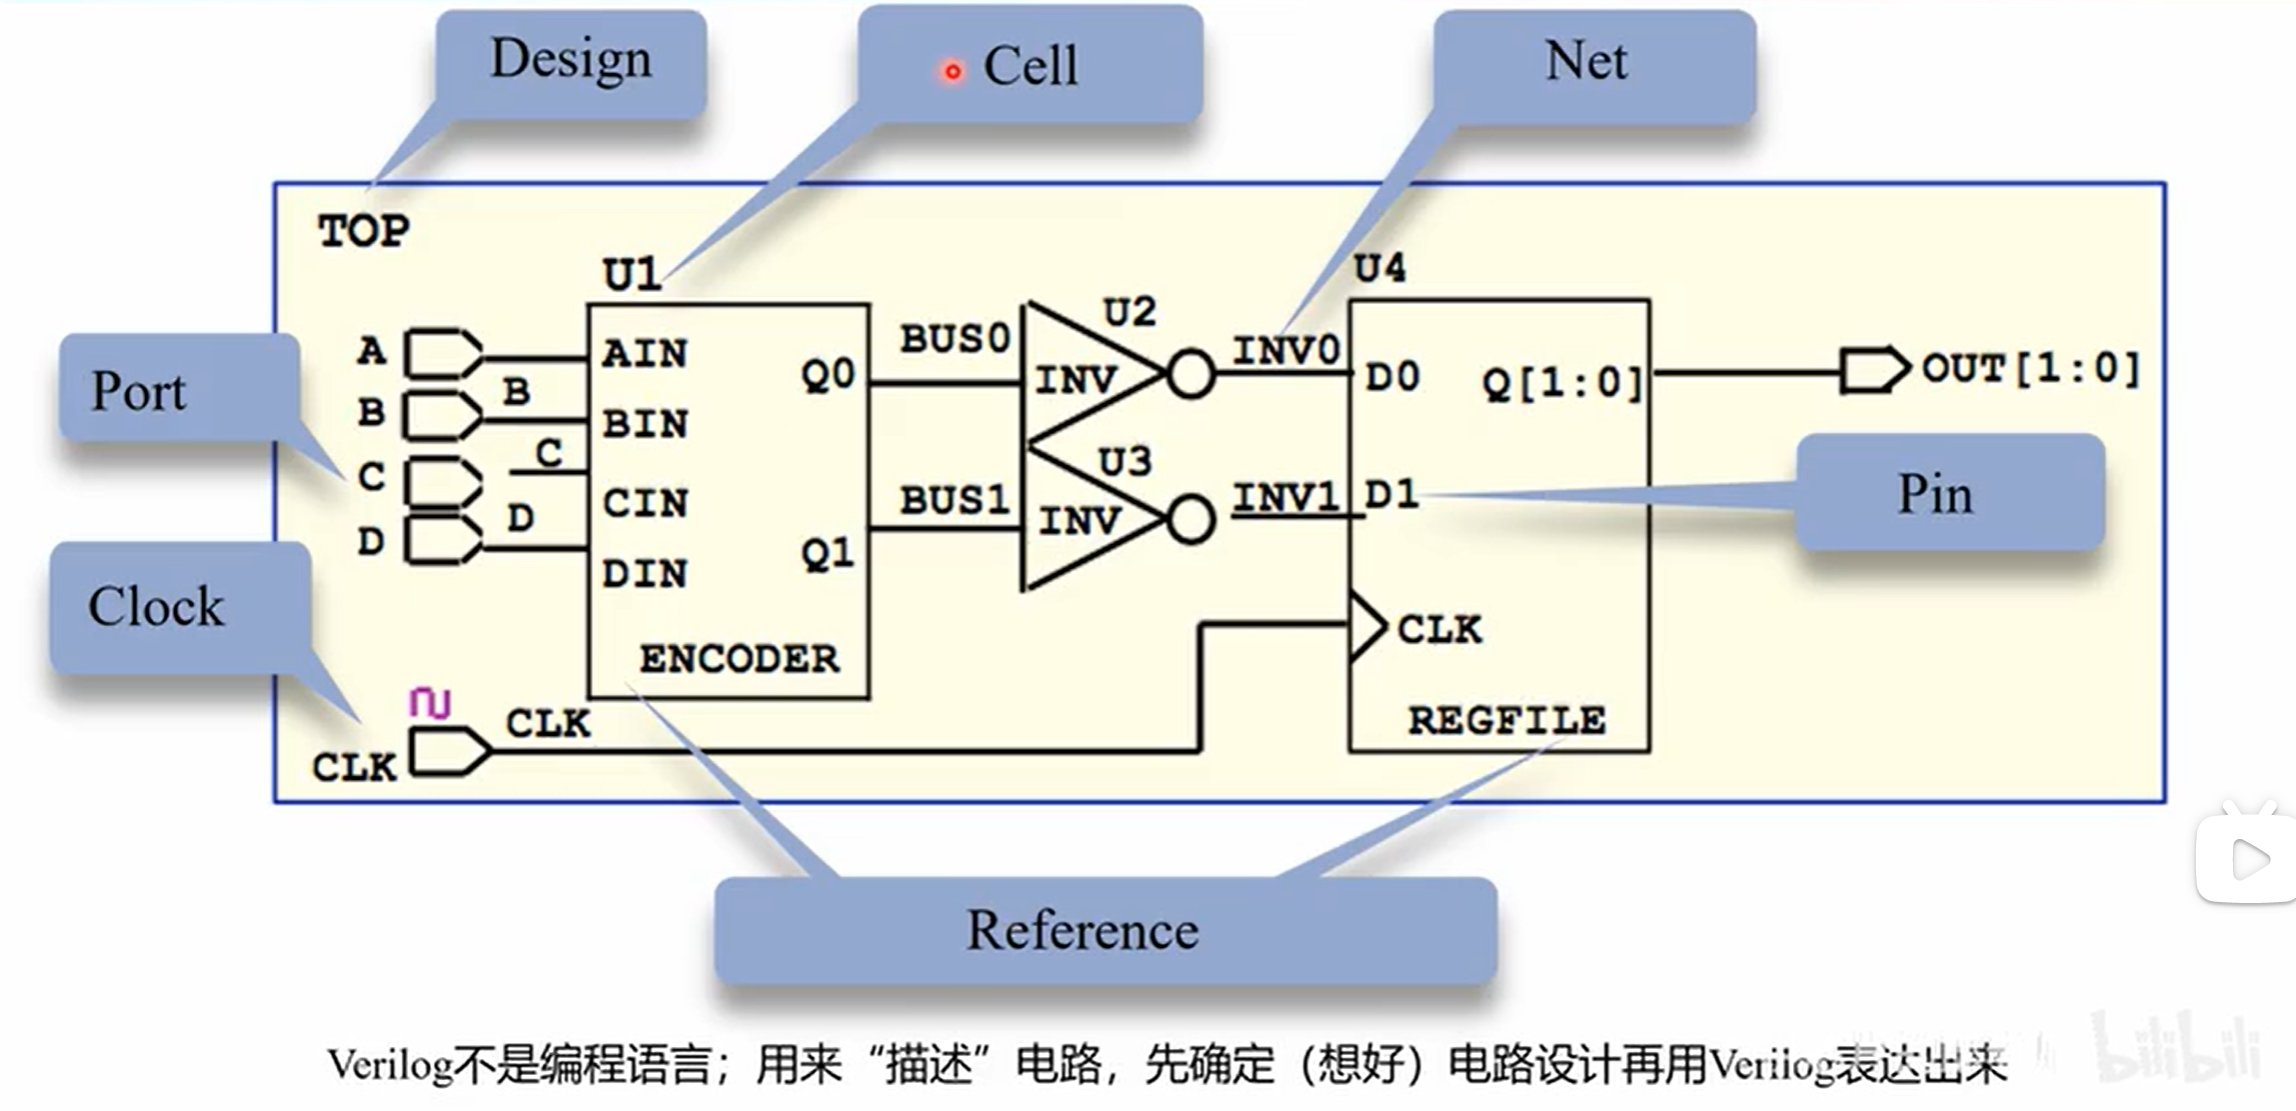 Design
Cell
Net
TOP
U1
U4
U2
A
AIN
BUS0
INV0
Port
B
Q0
INV
D0
Q[1:0]
OUT[1:0]
B
BIN
C
U3
C
CIN
BUS1
INV1
D1
Pin
D
D
INV
Q1
DIN
Clock
CLK
ENCODER
CLK
REGFILE
CLK
Reference
Verilog不是编程语言；用来“描述”电路，先确定（想好）电路设计再用Verilog表达出来
bilibili